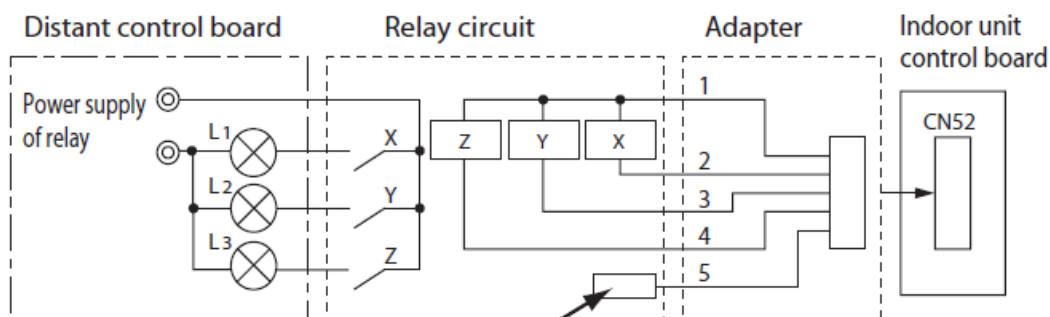 Distant control board
Relay circuit
Adapter
Indoor unit
control board
Power supply
of relay
L1
L2
L3
X
Y
Z
Z
Y
X
1
2
3
4
5
CN52